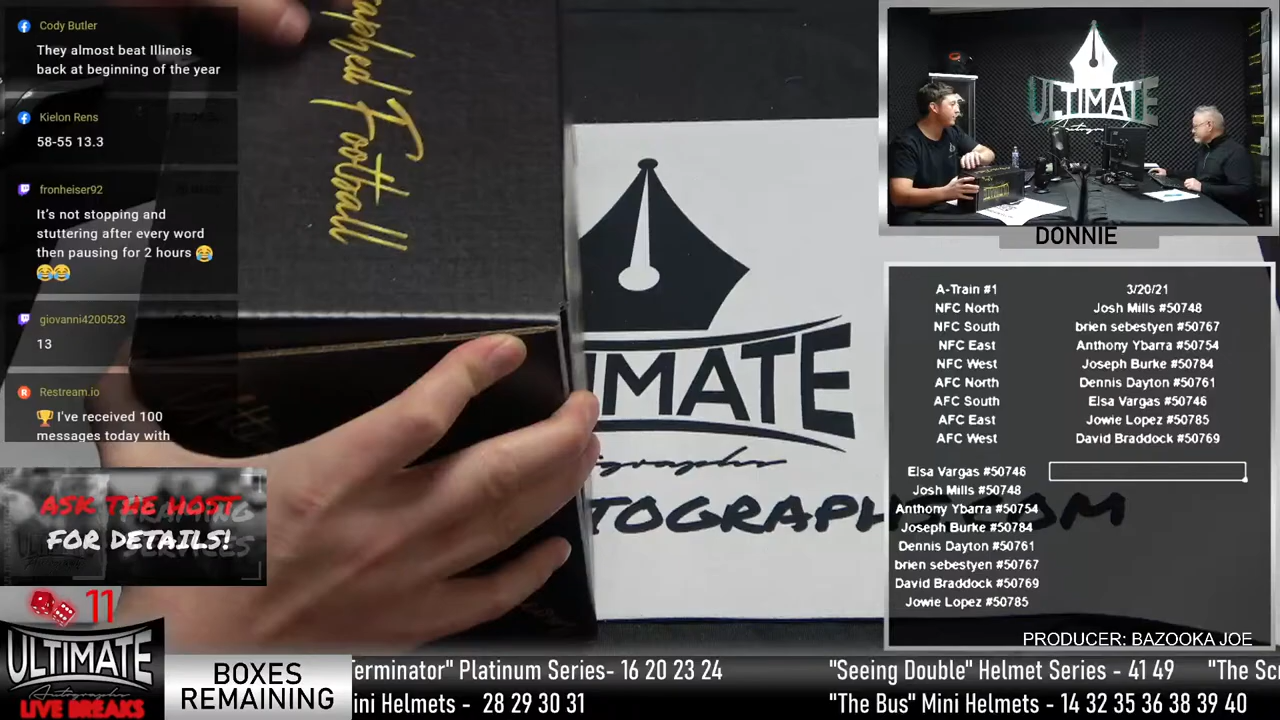 Cody Butler
They almost beat Illinois
back at beginning of the year
Kielon Rens
58-55 13.3
fronheiser92
It's not stopping and
stuttering after every word
then pausing for 2 hours 😂
😂😂
giovanni4200523
13
Restream.io
🏆 I've received 100
messages today with
ASK THE HOST
FOR DETAILS!
11
ULTIMATE
Autographs
LIVE BREAKS
BOXES
REMAINING
Terminator" Platinum Series- 16 20 23 24
"Seeing Double" Helmet Series - 41 49
"The Sc
ini Helmets - 28 29 30 31
"The Bus" Mini Helmets - 14 32 35 36 38 39 40
aphed Football
ULTIMATE
DONNIE
A-Train #1 3/20/21
NFC North Josh Mills #50748
NFC South brien sebestyen #50767
NFC East Anthony Ybarra #50754
NFC West Joseph Burke #50784
AFC North Dennis Dayton #50761
AFC South Elsa Vargas #50746
AFC East Jowie Lopez #50785
AFC West David Braddock #50769
Elsa Vargas #50746
Josh Mills #50748
Anthony Ybarra #50754
Joseph Burke #50784
Dennis Dayton #50761
brien sebestyen #50767
David Braddock #50769
Jowie Lopez #50785
PRODUCER: BAZOOKA JOE